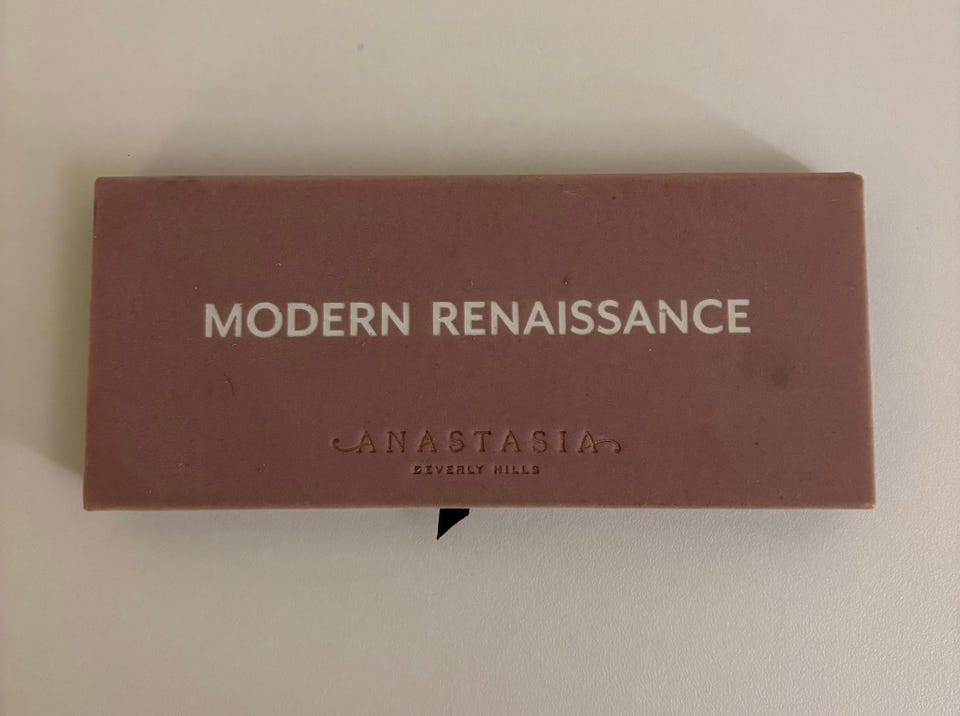 MODERN RENAISSANCE
ANASTASIA
BEVERLY HILLS